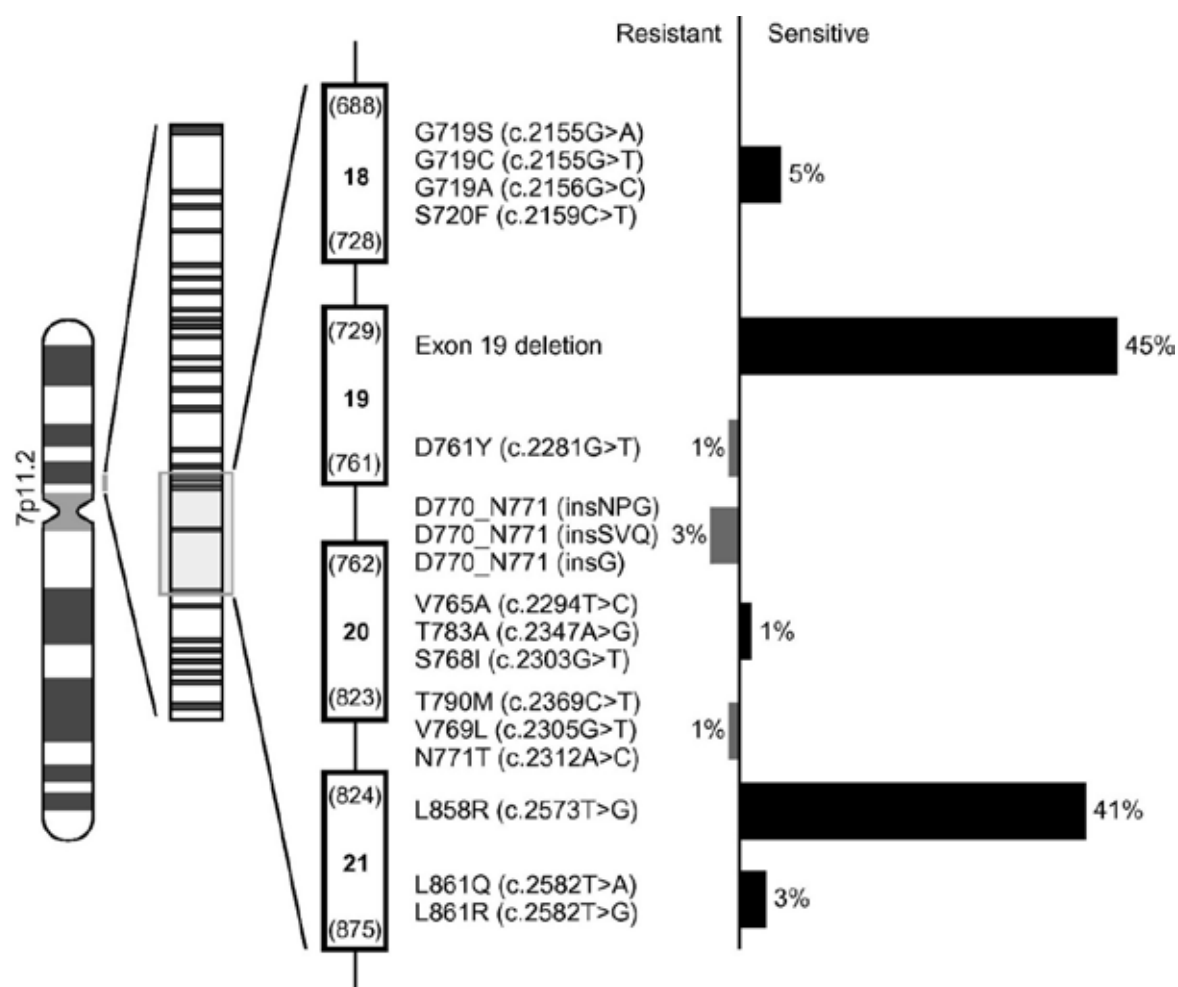 Resistant Sensitive
7p11.2
(688)
18
(728)
G719S (c.2155G>A)
G719C (c.2155G>T)
G719A (c.2156G>C)
S720F (c.2159C>T)
5%
(729)
19
(761)
Exon 19 deletion
45%
D761Y (c.2281G>T)
1%
D770_N771 (insNPG)
D770_N771 (insSVQ)
D770_N771 (insG)
3%
(762)
20
(823)
V765A (c.2294T>C)
T783A (c.2347A>G)
S768I (c.2303G>T)
1%
T790M (c.2369C>T)
V769L (c.2305G>T)
N771T (c.2312A>C)
1%
(824)
21
(875)
L858R (c.2573T>G)
41%
L861Q (c.2582T>A)
L861R (c.2582T>G)
3%